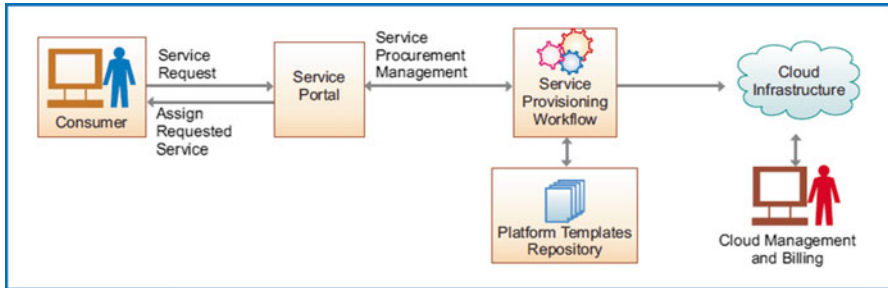 Consumer
Service
Request
Assign
Requested
Service
Service
Portal
Service
Procurement
Management
Service
Provisioning
Workflow
Platform Templates
Repository
Cloud
Infrastructure
Cloud Management
and Billing